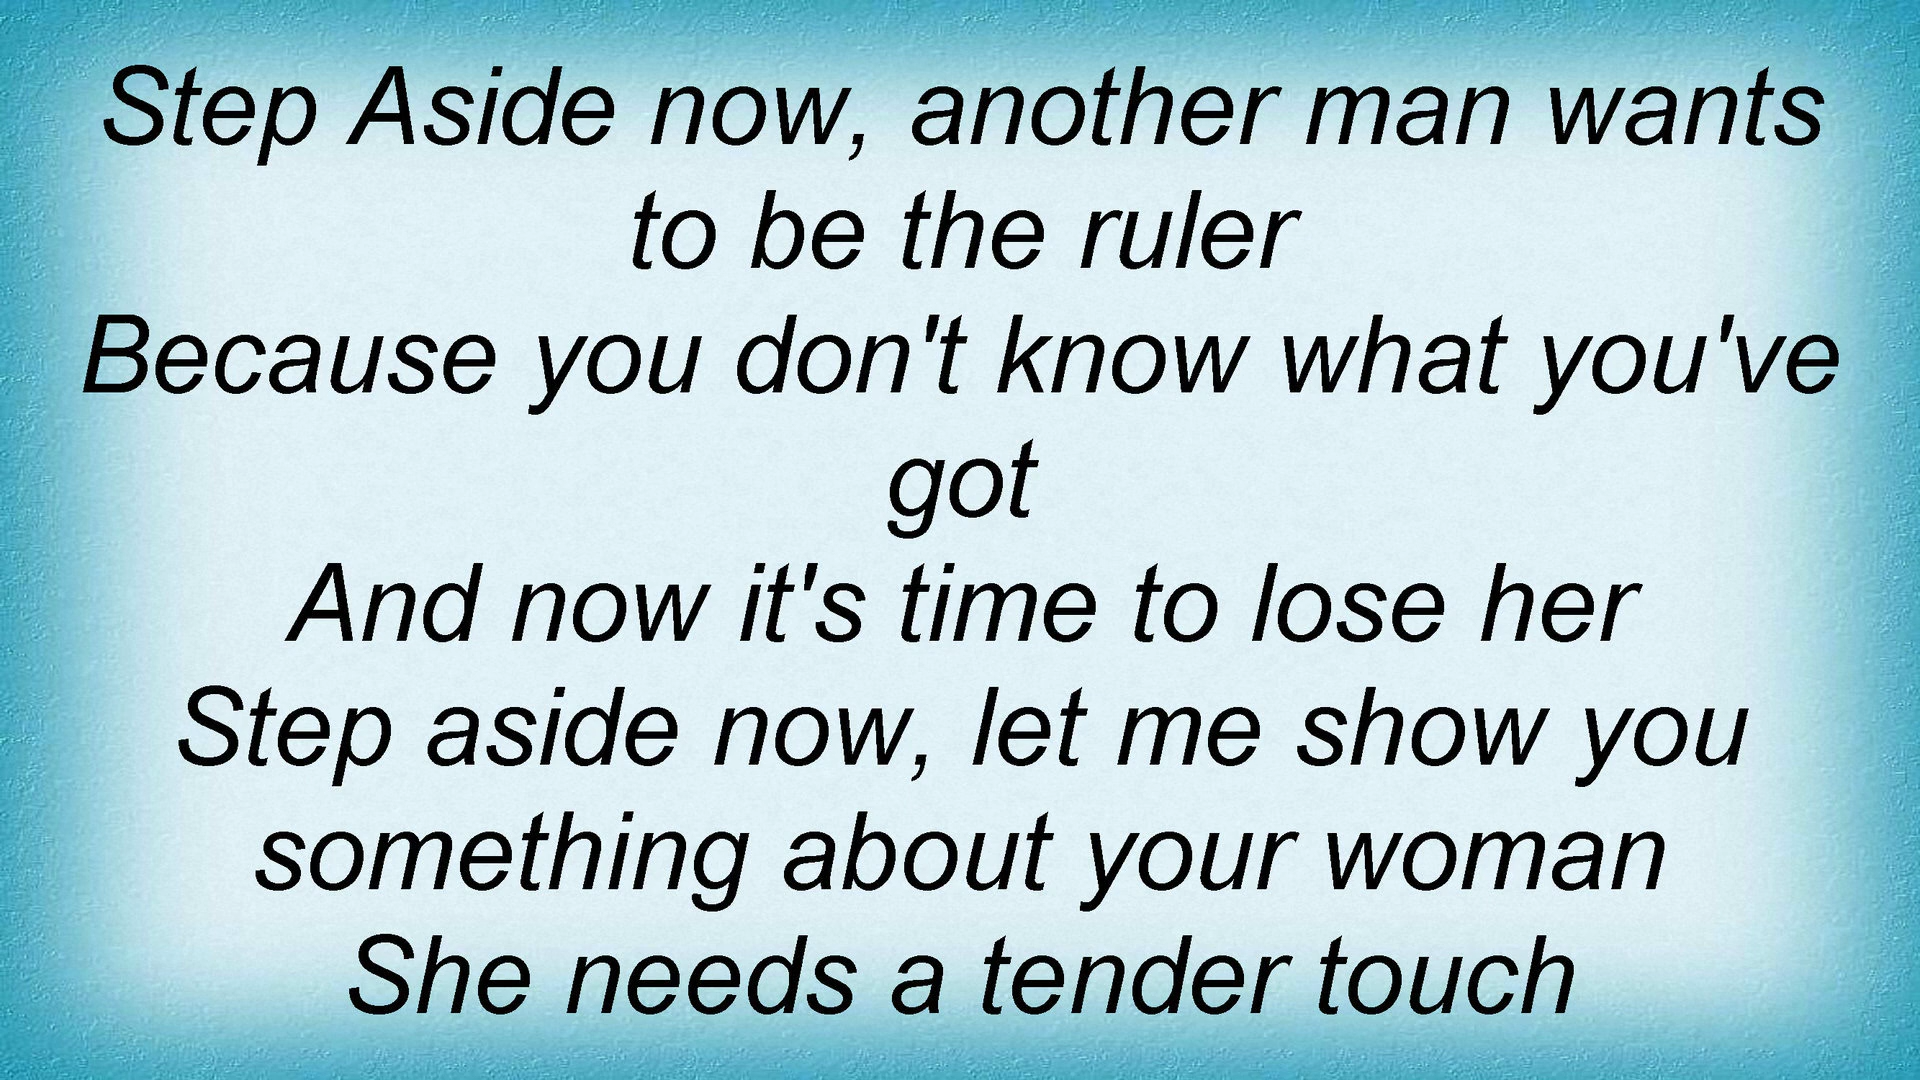 Step Aside now, another man wants
to be the ruler
Because you don't know what you've
got
And now it's time to lose her
Step aside now, let me show you
something about your woman
She needs a tender touch